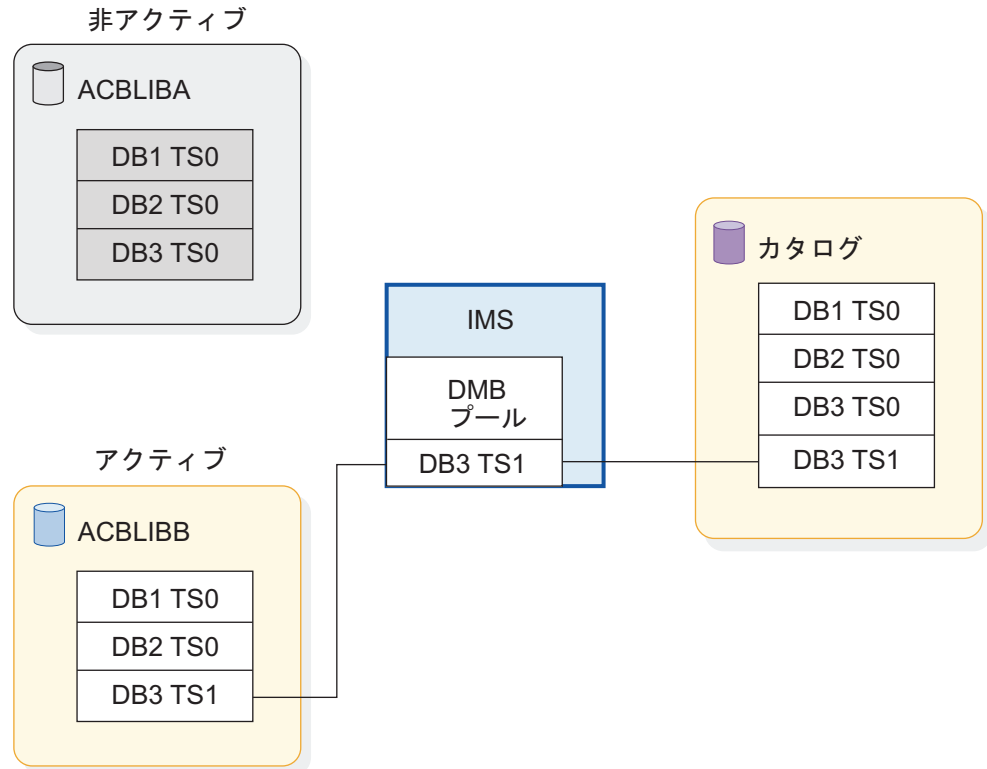 非アクティブ
ACBLIBA
DB1 TS0
DB2 TS0
DB3 TS0
アクティブ
ACBLIBB
DB1 TS0
DB2 TS0
DB3 TS1
IMS
DMB
プール
DB3 TS1
カタログ
DB1 TS0
DB2 TS0
DB3 TS0
DB3 TS1